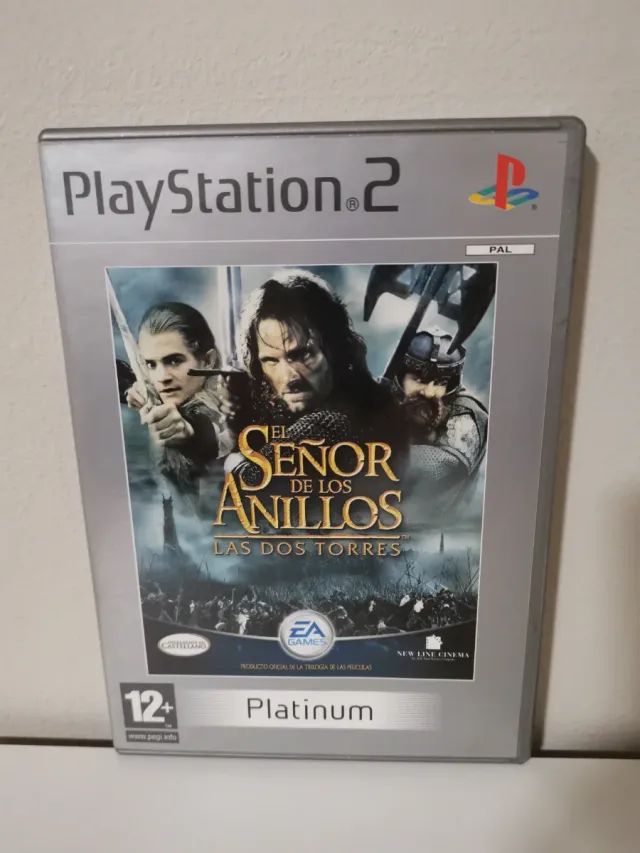 PlayStation®2
PAL
EL
SEÑOR
DE LOS
ANILLOS™
LAS DOS TORRES
EA
GAMES
CASTELLANO
NEW LINE CINEMA
PRODUCTO OFICIAL DE LA TRILOGÍA DE LAS PELÍCULAS
12+
www.pegi.info
Platinum